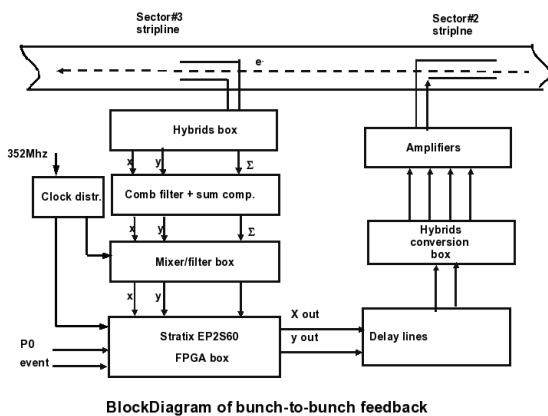 Sector#3
stripline
Sector#2
striplne
e-
Hybrids box
x y Σ
352Mhz
Clock distr.
Comb filter + sum comp.
x y Σ
Mixer/filter box
x y
P0
event
Stratix EP2S60
FPGA box
X out
y out
Delay lines
Hybrids
conversion
box
Amplifiers
BlockDiagram of bunch-to-bunch feedback